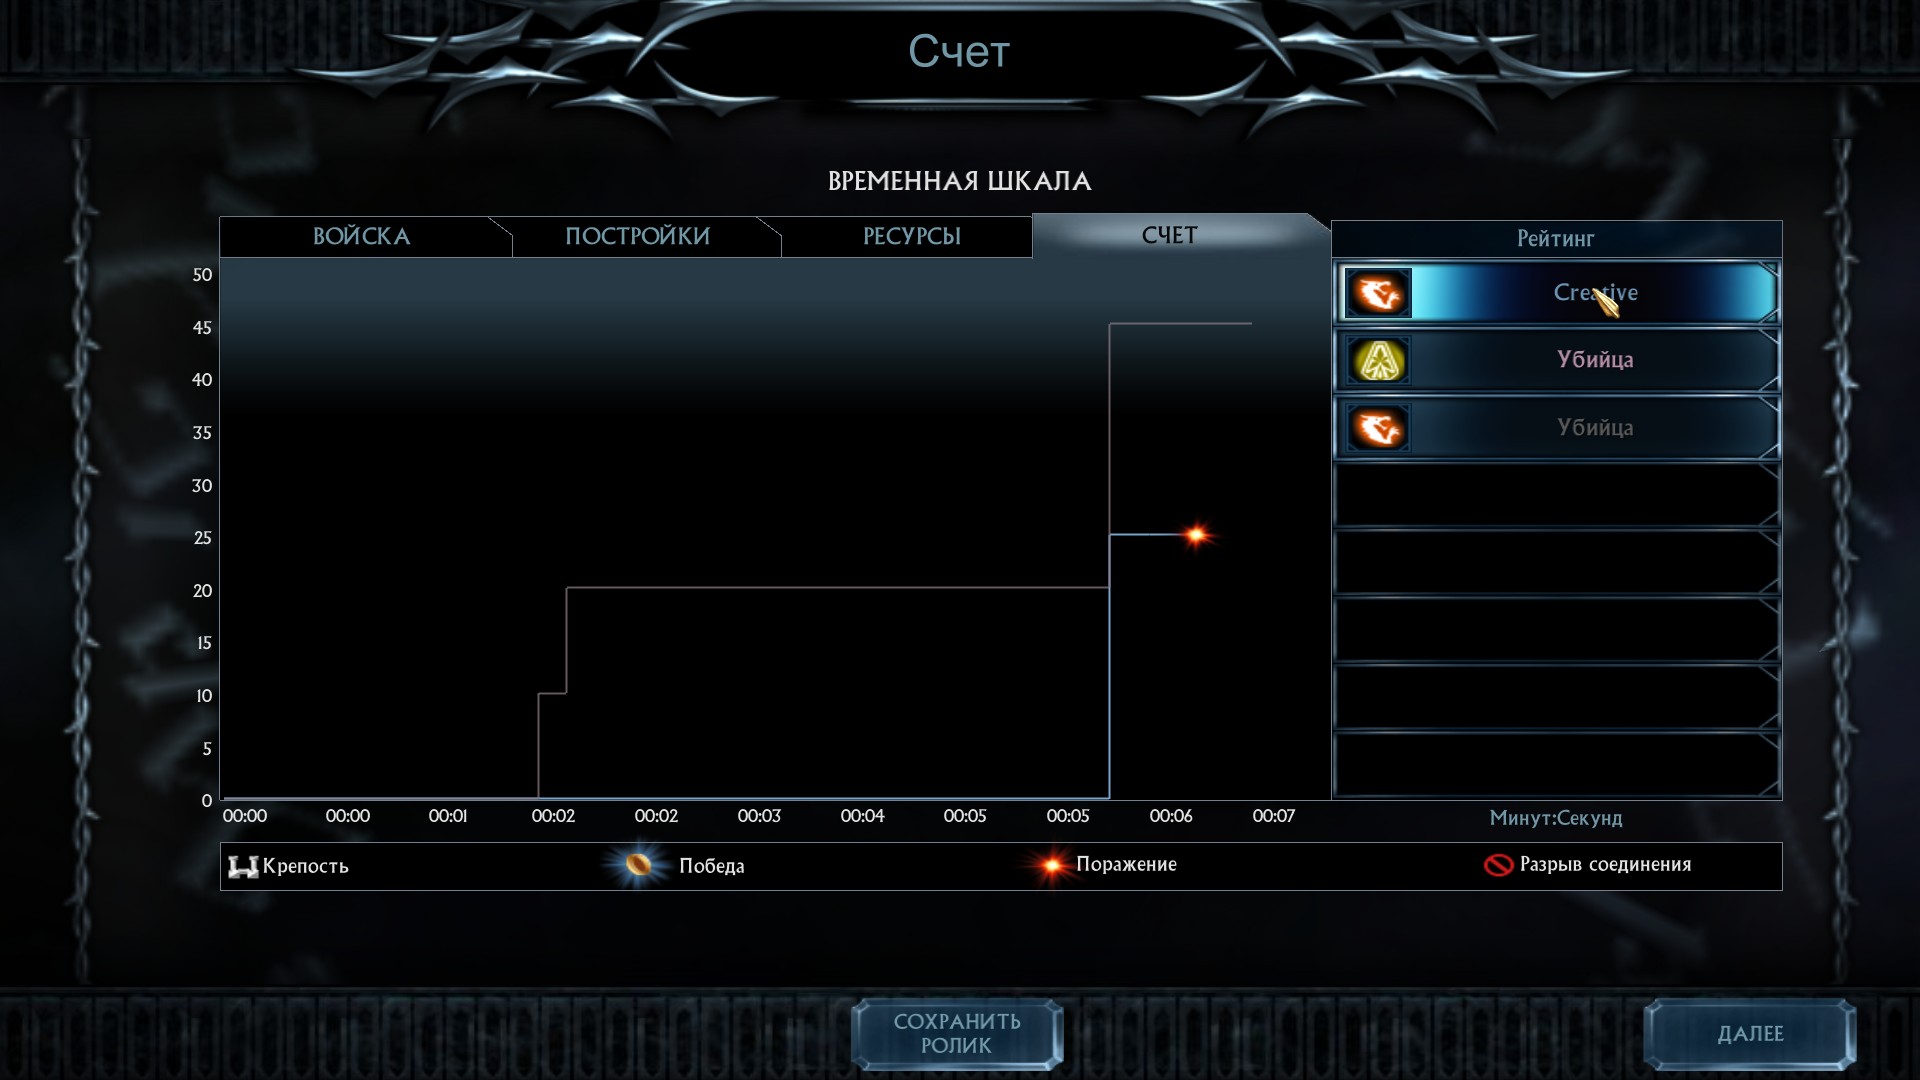 Счет
ВРЕМЕННАЯ ШКАЛА
ВОЙСКА ПОСТРОЙКИ РЕСУРСЫ СЧЕТ Рейтинг
Creative
Убийца
Убийца
50
45
40
35
30
25
20
15
10
5
0
00:00 00:00 00:01 00:02 00:02 00:03 00:04 00:05 00:05 00:06 00:07 Минут:Секунд
Крепость Победа Поражение Разрыв соединения
СОХРАНИТЬ
РОЛИК
ДАЛЕЕ